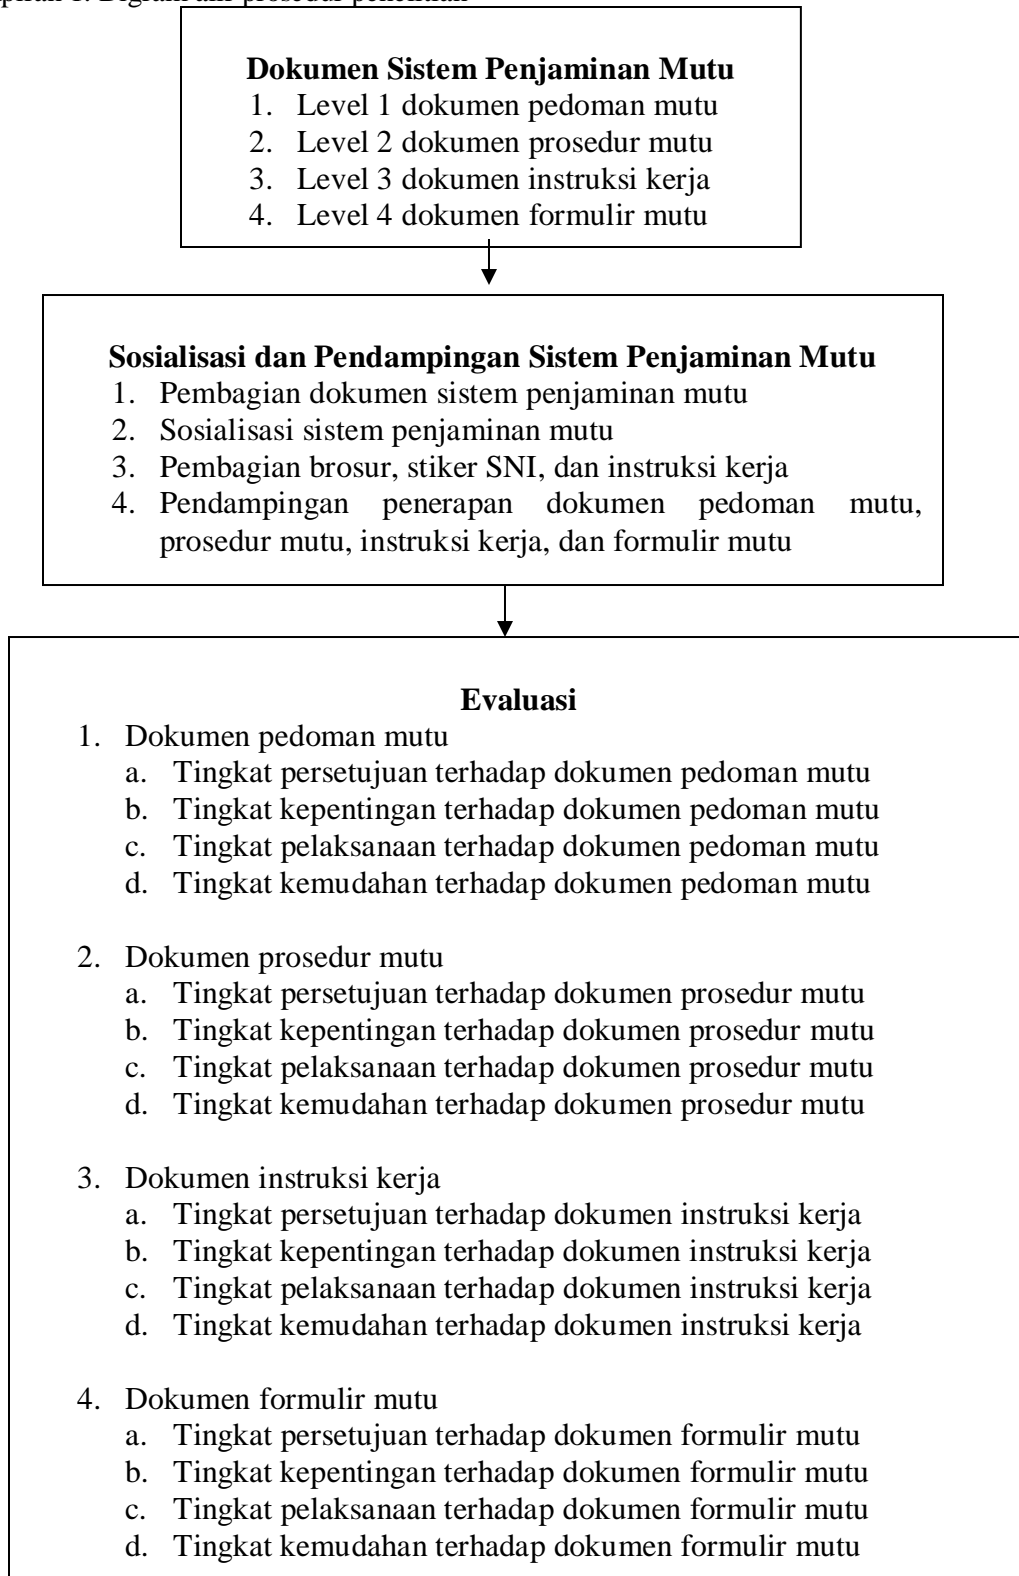 1. Digram alir prosedur penelitian
Dokumen Sistem Penjaminan Mutu
1. Level 1 dokumen pedoman mutu
2. Level 2 dokumen prosedur mutu
3. Level 3 dokumen instruksi kerja
4. Level 4 dokumen formulir mutu
Sosialisasi dan Pendampingan Sistem Penjaminan Mutu
1. Pembagian dokumen sistem penjaminan mutu
2. Sosialisasi sistem penjaminan mutu
3. Pembagian brosur, stiker SNI, dan instruksi kerja
4. Pendampingan penerapan dokumen pedoman mutu,
prosedur mutu, instruksi kerja, dan formulir mutu
Evaluasi
1. Dokumen pedoman mutu
a. Tingkat persetujuan terhadap dokumen pedoman mutu
b. Tingkat kepentingan terhadap dokumen pedoman mutu
c. Tingkat pelaksanaan terhadap dokumen pedoman mutu
d. Tingkat kemudahan terhadap dokumen pedoman mutu
2. Dokumen prosedur mutu
a. Tingkat persetujuan terhadap dokumen prosedur mutu
b. Tingkat kepentingan terhadap dokumen prosedur mutu
c. Tingkat pelaksanaan terhadap dokumen prosedur mutu
d. Tingkat kemudahan terhadap dokumen prosedur mutu
3. Dokumen instruksi kerja
a. Tingkat persetujuan terhadap dokumen instruksi kerja
b. Tingkat kepentingan terhadap dokumen instruksi kerja
c. Tingkat pelaksanaan terhadap dokumen instruksi kerja
d. Tingkat kemudahan terhadap dokumen instruksi kerja
4. Dokumen formulir mutu
a. Tingkat persetujuan terhadap dokumen formulir mutu
b. Tingkat kepentingan terhadap dokumen formulir mutu
c. Tingkat pelaksanaan terhadap dokumen formulir mutu
d. Tingkat kemudahan terhadap dokumen formulir mutu